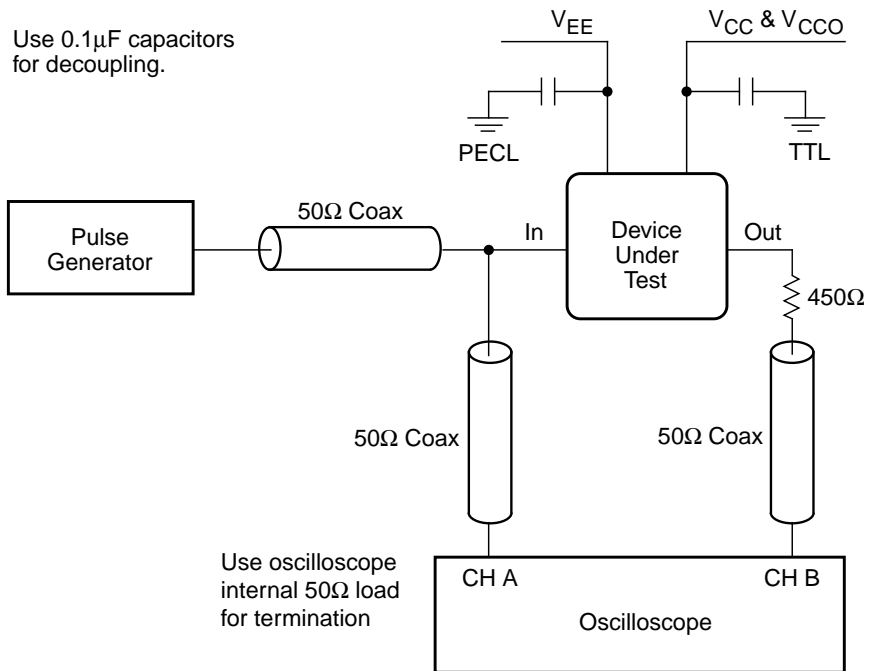 Use 0.1μF capacitors
for decoupling.
V_EE
V_CC & V_CCO
PECL
TTL
Pulse
Generator
50Ω Coax
In
Device
Under
Test
Out
450Ω
50Ω Coax
50Ω Coax
Use oscilloscope
internal 50Ω load
for termination
CH A
CH B
Oscilloscope